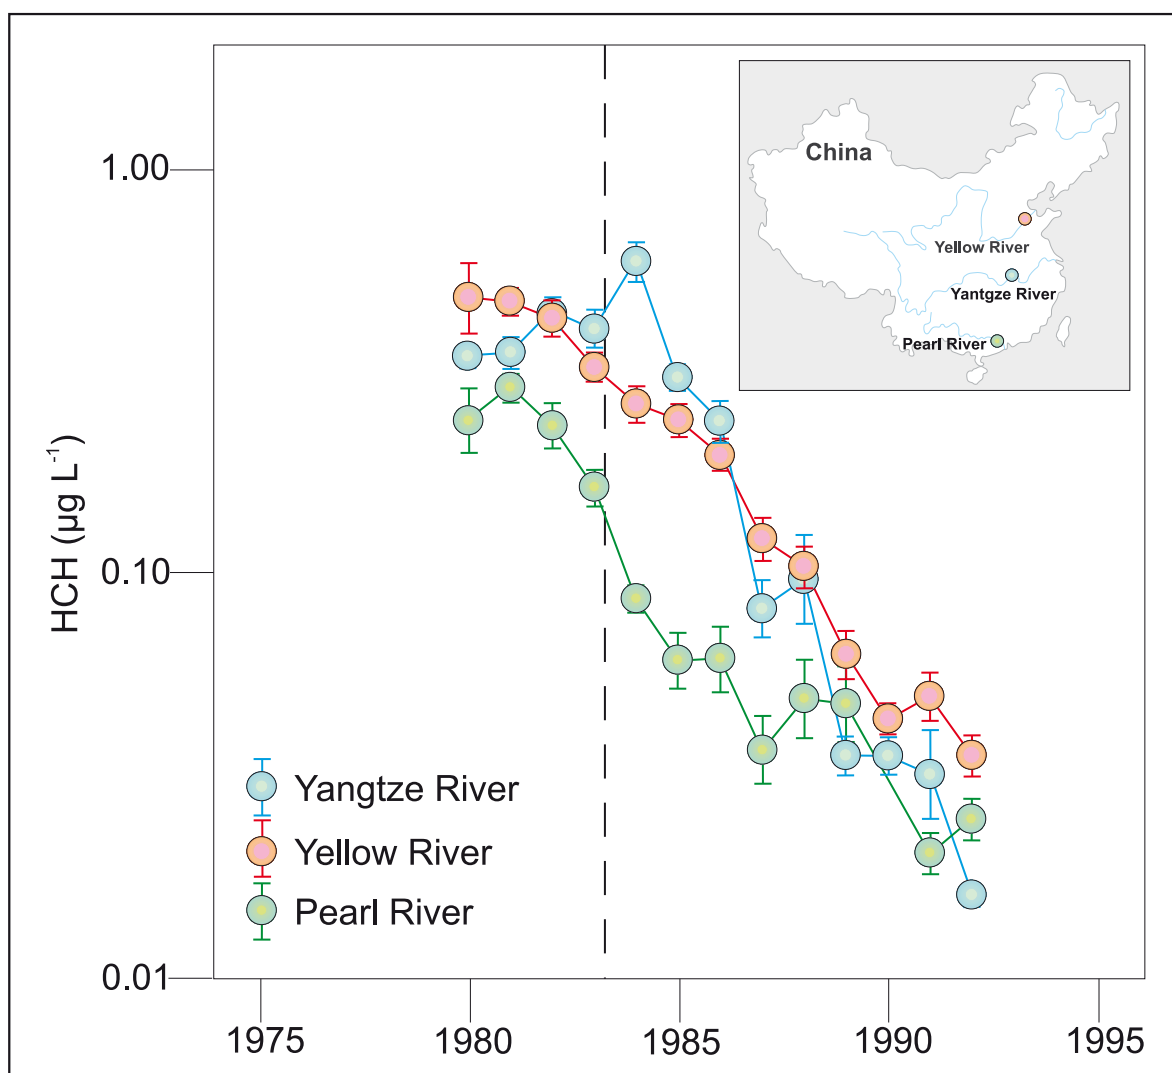 China
Yellow River
Yantgze River
Pearl River
1.00
0.10
0.01
HCH (µg L⁻¹)
Yangtze River
Yellow River
Pearl River
1975 1980 1985 1990 1995